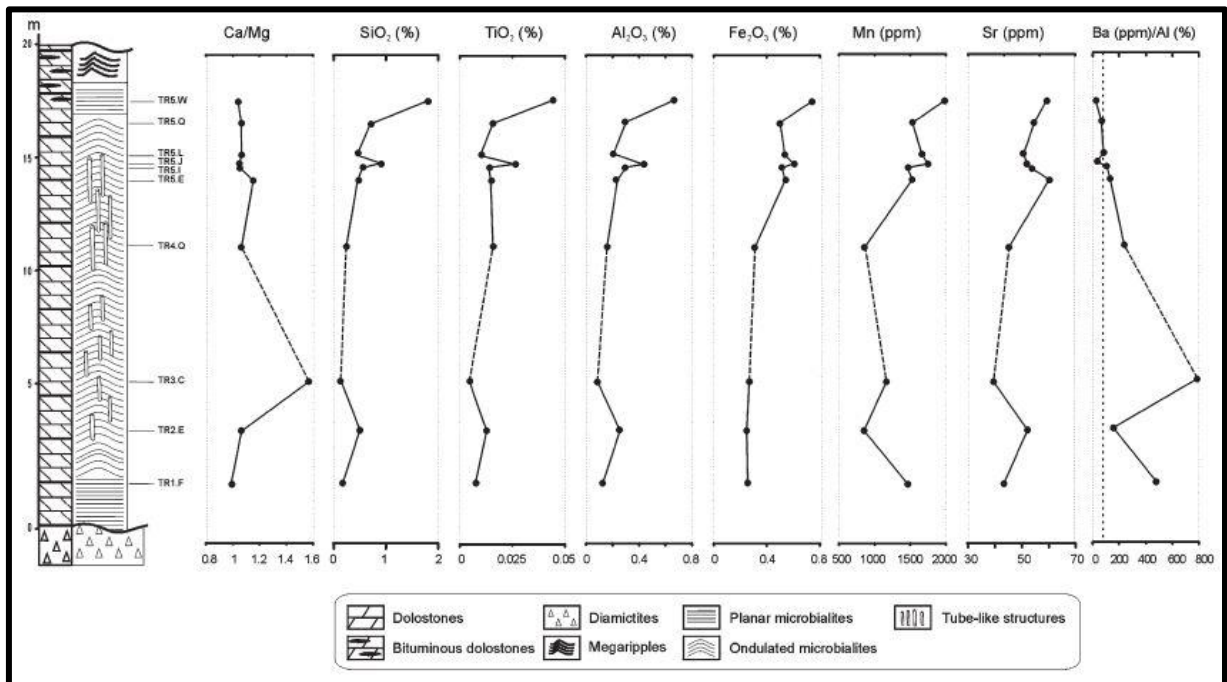 m
Ca/Mg
SiO₂ (%)
TiO₂ (%)
Al₂O₃ (%)
Fe₂O₃ (%)
Mn (ppm)
Sr (ppm)
Ba (ppm)/Al (%)
20
TR5.W
TR5.Q
15
TR5.L
TR5.J
TR5.I
TR5.E
TR4.Q
10
5
TR3.C
TR2.E
TR1.F
0
0.8 1 1.2 1.4 1.6
0 1 2
0 0.025 0.05
0 0.2 0.4 0.6 0.8
0 0.4 0.8
500 1000 1500 2000
30 50 70
0 200 400 600 800
Dolostones
Diamictites
Planar microbialites
Tube-like structures
Bituminous dolostones
Megaripples
Ondulated microbialites